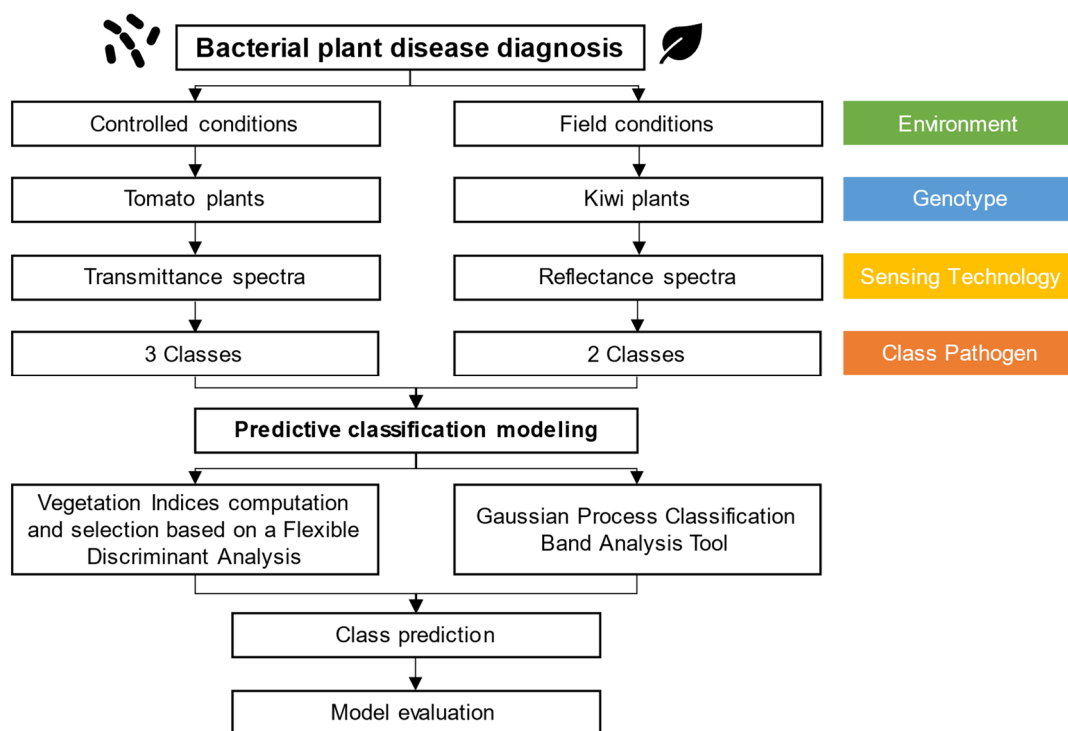 Bacterial plant disease diagnosis
Controlled conditions
Field conditions
Environment
Tomato plants
Kiwi plants
Genotype
Transmittance spectra
Reflectance spectra
Sensing Technology
3 Classes
2 Classes
Class Pathogen
Predictive classification modeling
Vegetation Indices computation
and selection based on a Flexible
Discriminant Analysis
Gaussian Process Classification
Band Analysis Tool
Class prediction
Model evaluation